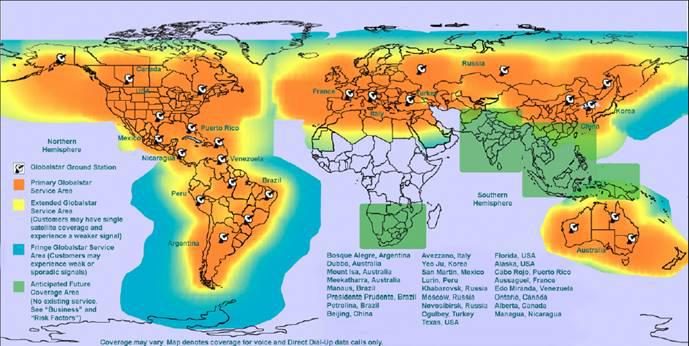 Canada
USA
Mexico
Puerto Rico
Nicaragua
Venezuela
Peru
Brazil
Argentina
France
Italy
Turkey
Russia
China
Korea
Australia
Northern
Hemisphere
Southern
Hemisphere
Globalstar Ground Station
Primary Globalstar
Service Area
Extended Globalstar
Service Area
(Customers may have single
satellite coverage and
experience a weaker signal)
Fringe Globalstar Service
Area (Customers may
experience weak or
sporadic signals)
Anticipated Future
Coverage Area
(No existing service.
See "Business" and
"Risk Factors")
Bosque Alegre, Argentina
Dubbo, Australia
Mount Isa, Australia
Meekatharra, Australia
Manaus, Brazil
Presidente Prudente, Brazil
Petrolina, Brazil
Beijing, China
Avezzano, Italy
Yeo Ju, Korea
San Martin, Mexico
Lurin, Peru
Khabarovsk, Russia
Moscow, Russia
Novosibirsk, Russia
Ogulbey, Turkey
Texas, USA
Florida, USA
Alaska, USA
Cabo Rojo, Puerto Rico
Aussaguel, France
Edo Miranda, Venezuela
Ontario, Canada
Alberta, Canada
Managua, Nicaragua
Coverage may vary. Map denotes coverage for voice and Direct Dial-Up data calls only.